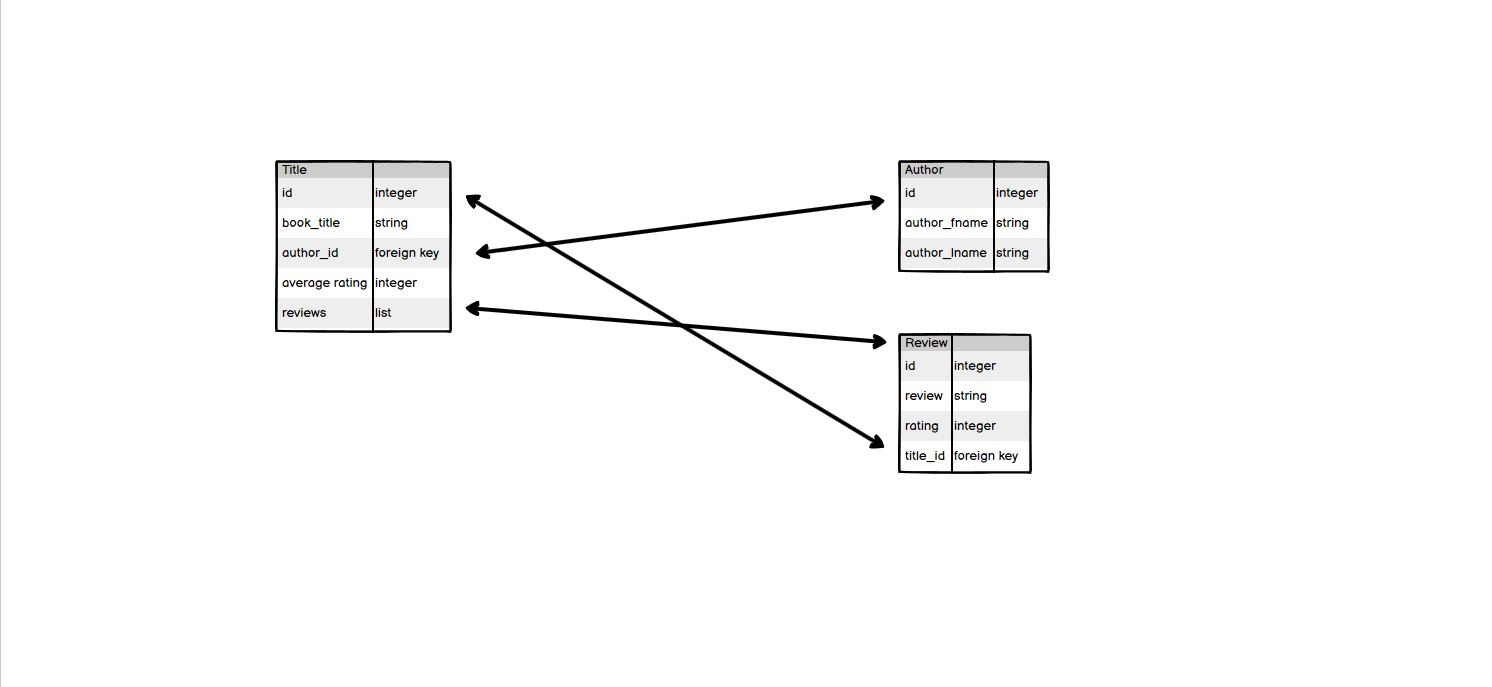 Title
id integer
book_title string
author_id foreign key
average rating integer
reviews list
Author
id integer
author_fname string
author_lname string
Review
id integer
review string
rating integer
title_id foreign key